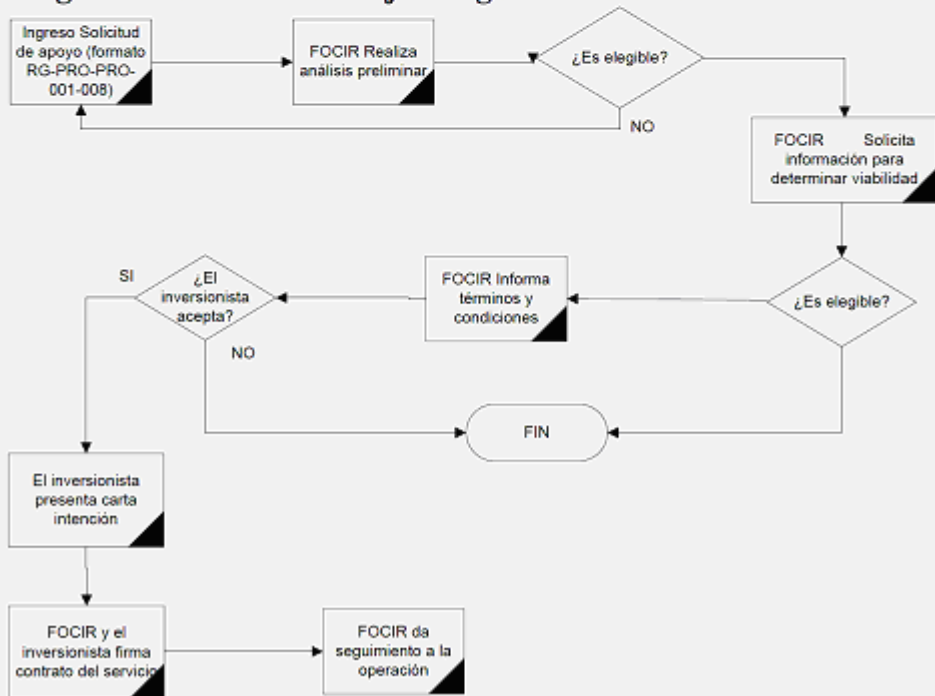 Ingreso Solicitud
de apoyo (formato
RG-PRO-PRO-
001-008)
FOCIR Realiza
análisis preliminar
¿Es elegible?
NO
FOCIR Solicita
información para
determinar viabilidad
¿Es elegible?
FOCIR Informa
términos y
condiciones
¿El
inversionista
acepta?
SI
NO
FIN
El inversionista
presenta carta
intención
FOCIR y el
inversionista firma
contrato del servicio
FOCIR da
seguimiento a la
operación